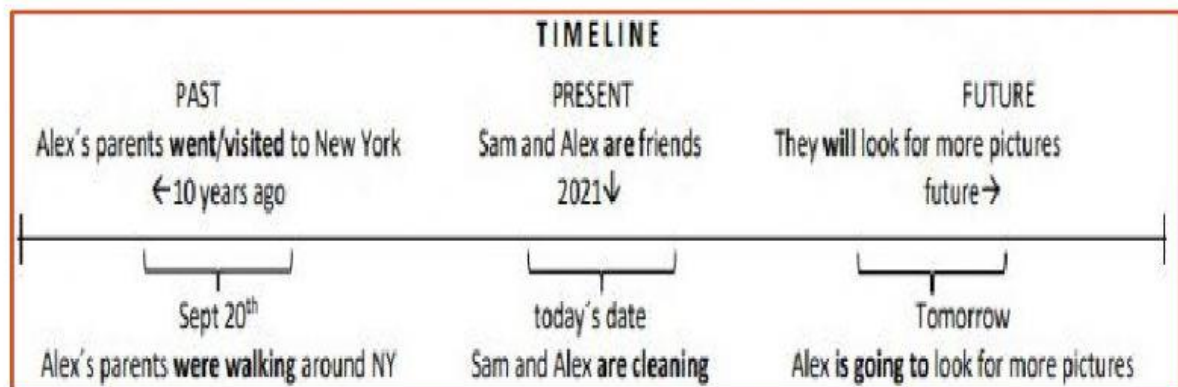 TIMELINE
PAST PRESENT FUTURE
Alex´s parents went/visited to New York Sam and Alex are friends They will look for more pictures
←10 years ago 2021↓ future→
Sept 20th today´s date Tomorrow
Alex´s parents were walking around NY Sam and Alex are cleaning Alex is going to look for more pictures